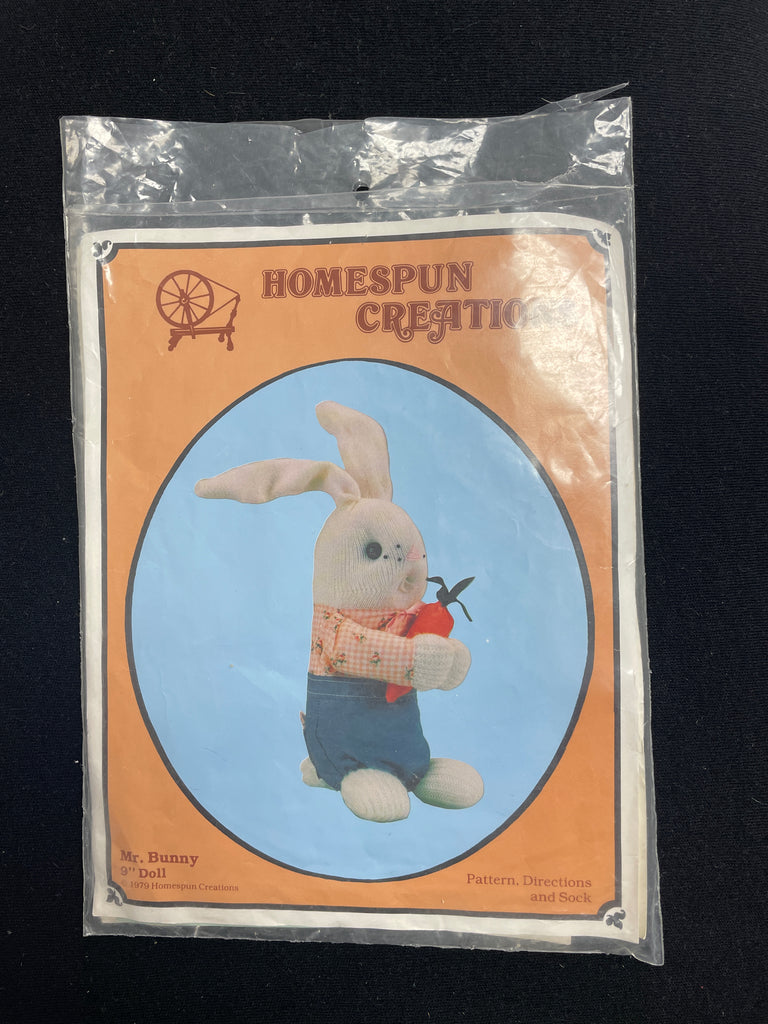 HOMESPUN
CREATIONS
Mr. Bunny
9" Doll
© 1979 Homespun Creations
Pattern, Directions
and Sock